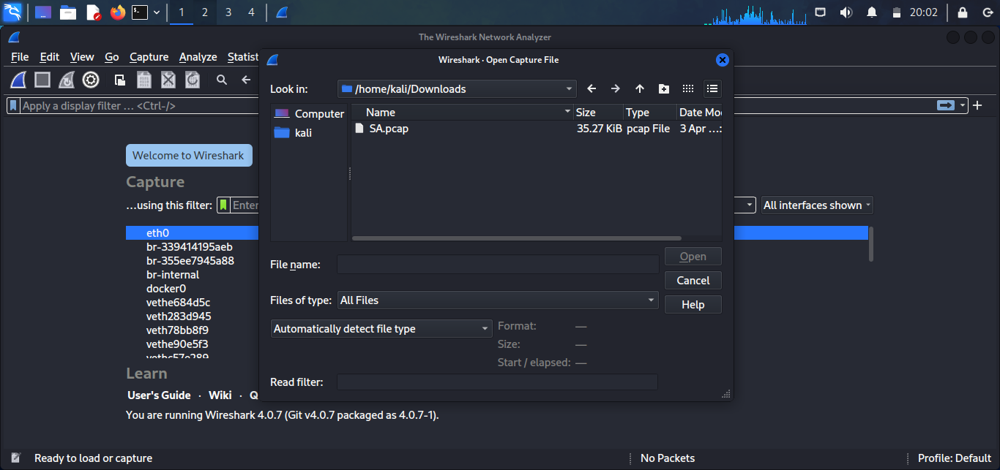 1 2 3 4 20:02
The Wireshark Network Analyzer
File Edit View Go Capture Analyze Statist
Wireshark · Open Capture File
Apply a display filter ... <Ctrl-/>
Look in: /home/kali/Downloads
Computer
kali
Name Size Type Date Mo
SA.pcap 35.27 KiB pcap File 3 Apr ...:
Welcome to Wireshark
Capture
...using this filter: Enter All interfaces shown
eth0
br-339414195aeb
br-355ee7945a88
br-internal
docker0
vethe684d5c
veth283d945
veth78bb8f9
vethe90e5f3
vethc57e289
File name: Open
Cancel
Files of type: All Files Help
Automatically detect file type Format: —
Size: —
Start / elapsed: —
Read filter:
Learn
User's Guide · Wiki · Q
You are running Wireshark 4.0.7 (Git v4.0.7 packaged as 4.0.7-1).
Ready to load or capture No Packets Profile: Default